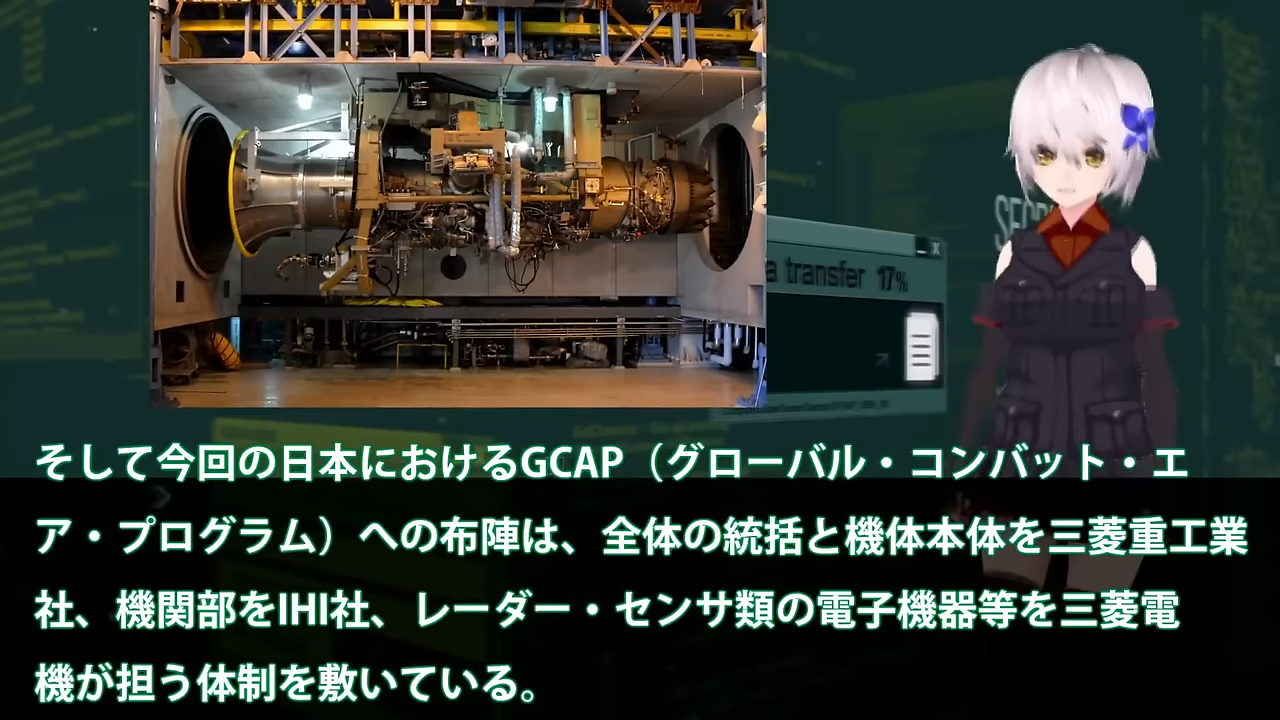 SEC
a transfer 17%
そして今回の日本におけるGCAP（グローバル・コンバット・エ
ア・プログラム）への布陣は、全体の統括と機体本体を三菱重工業
社、機関部をIHI社、レーダー・センサ類の電子機器等を三菱電
機が担う体制を敷いている。